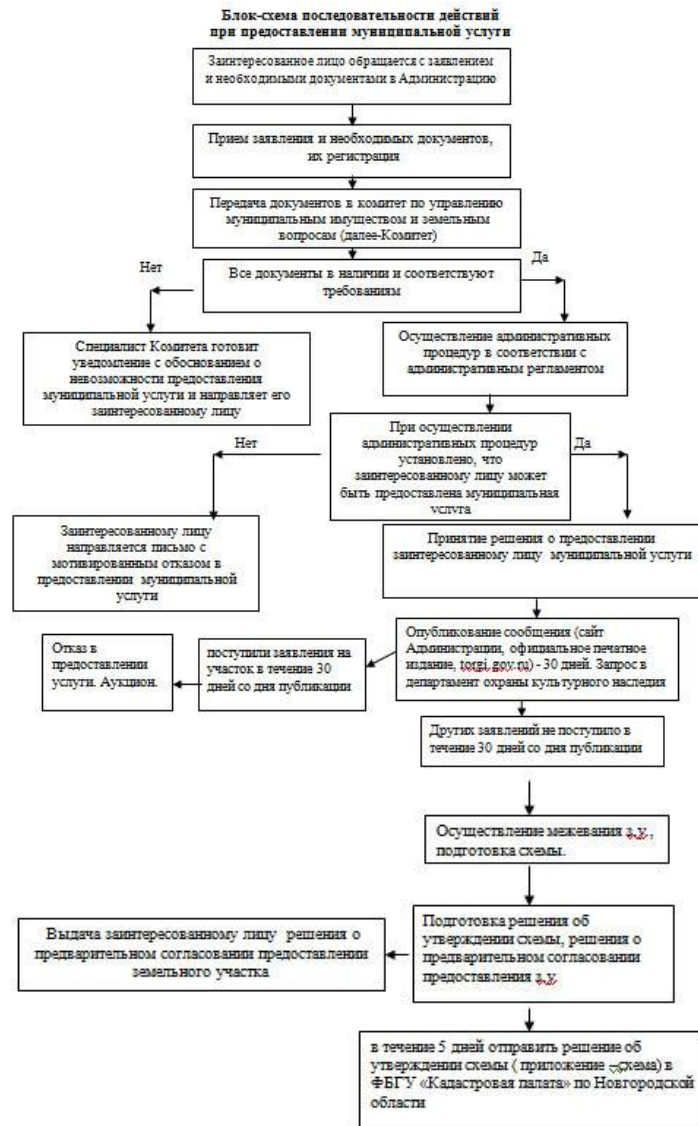 Блок-схема последовательности действий
при предоставлении муниципальной услуги
Заинтересованное лицо обращается с заявлением
и необходимыми документами в Администрацию
Прием заявления и необходимых документов,
их регистрация
Передача документов в комитет по управлению
муниципальным имуществом и земельным
вопросам (далее-Комитет)
Нет
Да
Все документы в наличии и соответствуют
требованиям
Специалист Комитета готовит
уведомление с обоснованием о
невозможности предоставления
муниципальной услуги и направляет его
заинтересованному лицу
Осуществление административных
процедур в соответствии с
административным регламентом
Нет
При осуществлении
административных процедур
установлено, что
заинтересованному лицу может
быть предоставлена муниципальная
услуга
Да
Заинтересованному лицу
направляется письмо с
мотивированным отказом в
предоставлении муниципальной
услуги
Принятие решения о предоставлении
заинтересованному лицу муниципальной услуги
Отказ в
предоставлении
услуги. Аукцион.
поступили заявления на
участок в течение 30
дней со дня публикации
Опубликование сообщения (сайт
Администрации, официальное печатное
издание, torgi.gov.ru) - 30 дней. Запрос в
департамент охраны культурного наследия
Других заявлений не поступило в
течение 30 дней со дня публикации
Осуществление межевания з.у.,
подготовка схемы.
Выдача заинтересованному лицу решения о
предварительном согласовании предоставлении
земельного участка
Подготовка решения об
утверждении схемы, решения о
предварительном согласовании
предоставления з.у.
в течение 5 дней отправить решение об
утверждении схемы ( приложение –схема) в
ФБГУ «Кадастровая палата» по Новгородской
области